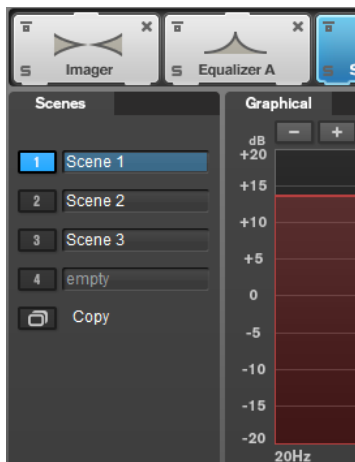 S Imager
S Equalizer A
S
Scenes
Graphical
1 Scene 1
2 Scene 2
3 Scene 3
4 empty
Copy
dB
− +
+20
+15
+10
+5
0
-5
-10
-15
-20
20Hz